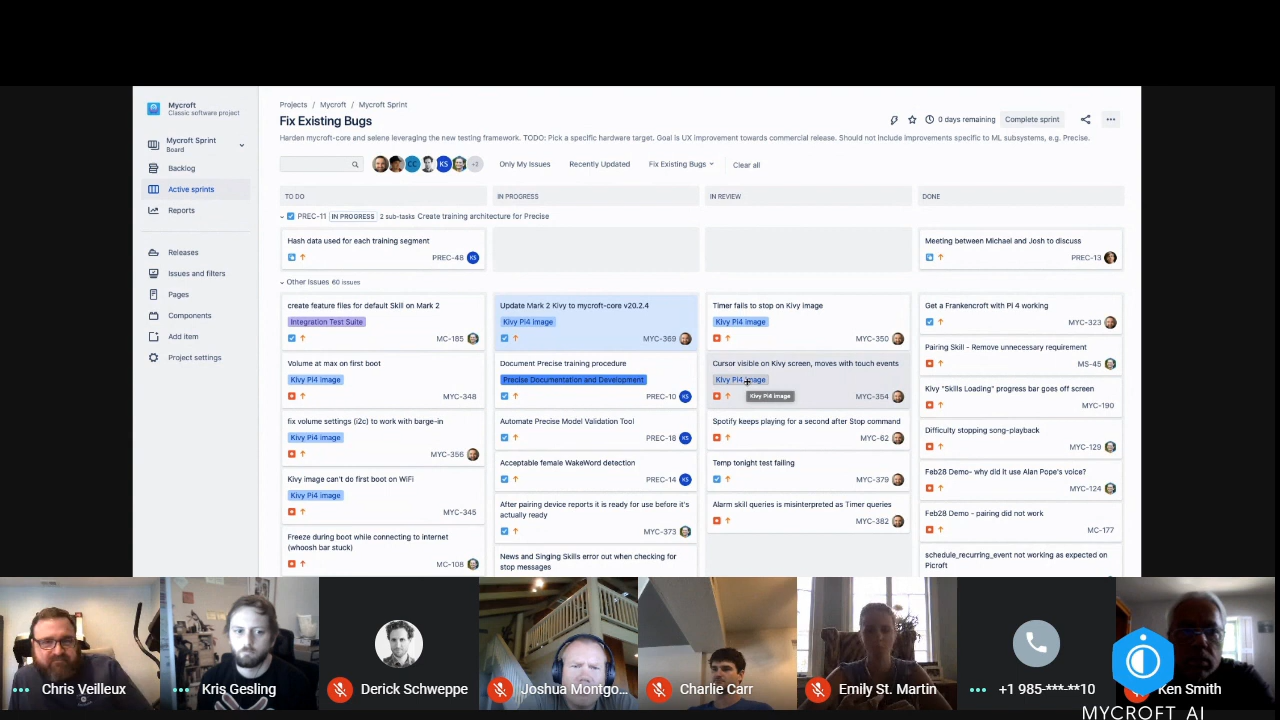 Mycroft
Classic software project
Mycroft Sprint
Board
Backlog
Active sprints
Reports
Releases
Issues and filters
Pages
Components
Add item
Project settings
Projects / Mycroft / Mycroft Sprint
Fix Existing Bugs
0 days remaining
Complete sprint
Harden mycroft-core and selene leveraging the new testing framework. TODO: Pick a specific hardware target. Goal is UX improvement towards commercial release. Should not include improvements specific to ML subsystems, e.g. Precise.
CC
KS
+2
Only My Issues
Recently Updated
Fix Existing Bugs
Clear all
TO DO
IN PROGRESS
IN REVIEW
DONE
PREC-11 IN PROGRESS 2 sub-tasks Create training architecture for Precise
Hash data used for each training segment
PREC-48 KS
Meeting between Michael and Josh to discuss
PREC-13
Other Issues 60 issues
create feature files for default Skill on Mark 2
Integration Test Suite
MC-185
Volume at max on first boot
Kivy Pi4 image
MYC-348
fix volume settings (i2c) to work with barge-in
Kivy Pi4 image
MYC-356
Kivy image can't do first boot on WiFi
Kivy Pi4 image
MYC-345
Freeze during boot while connecting to internet
(whoosh bar stuck)
MC-108
Update Mark 2 Kivy to mycroft-core v20.2.4
Kivy Pi4 image
MYC-369
Document Precise training procedure
Precise Documentation and Development
PREC-10 KS
Automate Precise Model Validation Tool
PREC-18 KS
Acceptable female WakeWord detection
PREC-14 KS
After pairing device reports it is ready for use before it's
actually ready
MYC-373
News and Singing Skills error out when checking for
stop messages
Timer fails to stop on Kivy image
Kivy Pi4 image
MYC-350
Cursor visible on Kivy screen, moves with touch events
Kivy Pi4 image
Kivy Pi4 image
MYC-354
Spotify keeps playing for a second after Stop command
MYC-62
Temp tonight test failing
MYC-379
Alarm skill queries is misinterpreted as Timer queries
MYC-382
Get a Frankencroft with Pi 4 working
MYC-323
Pairing Skill - Remove unnecessary requirement
MS-45
Kivy "Skills Loading" progress bar goes off screen
MYC-190
Difficulty stopping song-playback
MYC-129
Feb28 Demo- why did it use Alan Pope's voice?
MYC-124
Feb28 Demo - pairing did not work
MC-177
schedule_recurring_event not working as expected on
Picroft
Chris Veilleux
Kris Gesling
Derick Schweppe
Joshua Montgo...
Charlie Carr
Emily St. Martin
+1 985-***-**10
Ken Smith
MYCROFT AI